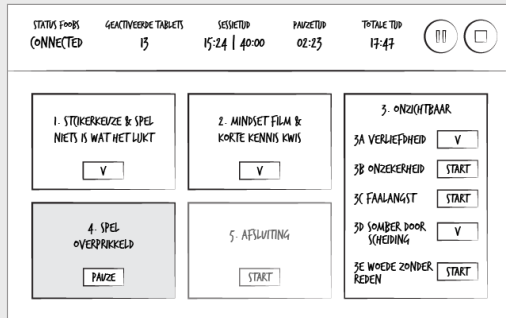 STATUS FOOBS
CONNECTED
GEACTIVEERDE TABLETS
13
SESSIETIJD
15:24 | 40:00
PAUZETIJD
02:23
TOTALE TIJD
17:47
1. STICKERKEUZE & SPEL
NIETS IS WAT HET LIJKT
V
2. MINDSET FILM &
KORTE KENNIS KWIS
V
3. ONZICHTBAAR
3A VERLIEFDHEID V
3B ONZEKERHEID START
3C FAALANGST START
3D SOMBER DOOR
SCHEIDING V
3E WOEDE ZONDER
REDEN START
4. SPEL
OVERPRIKKELD
PAUZE
5. AFSLUITING
START